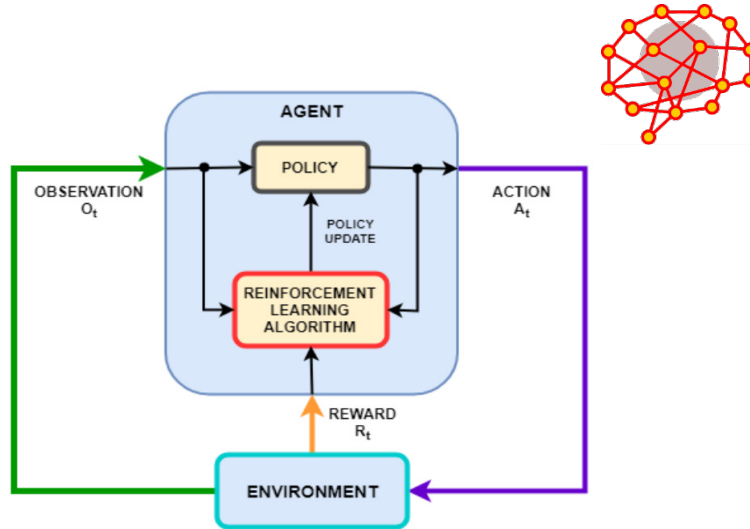 AGENT
POLICY
OBSERVATION
Oₜ
ACTION
Aₜ
POLICY
UPDATE
REINFORCEMENT
LEARNING
ALGORITHM
REWARD
Rₜ
ENVIRONMENT